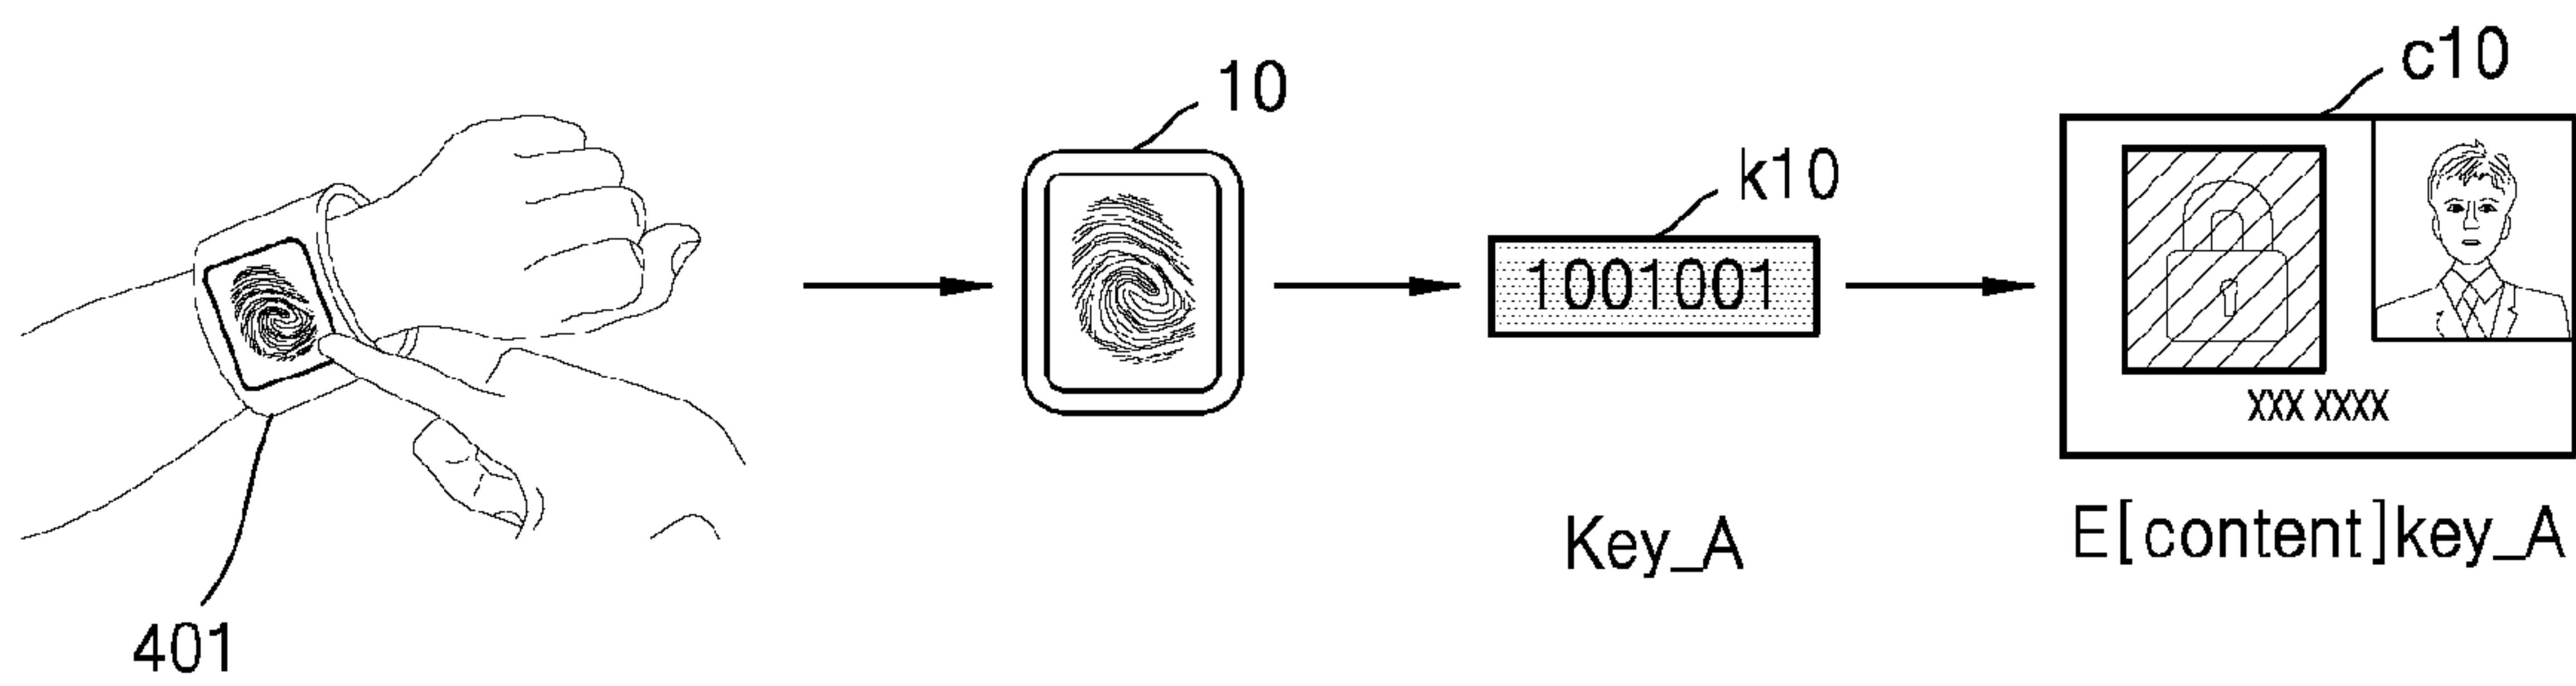 c10
10
k10
1001001
XXX XXXX
Key_A
E[content]key_A
401